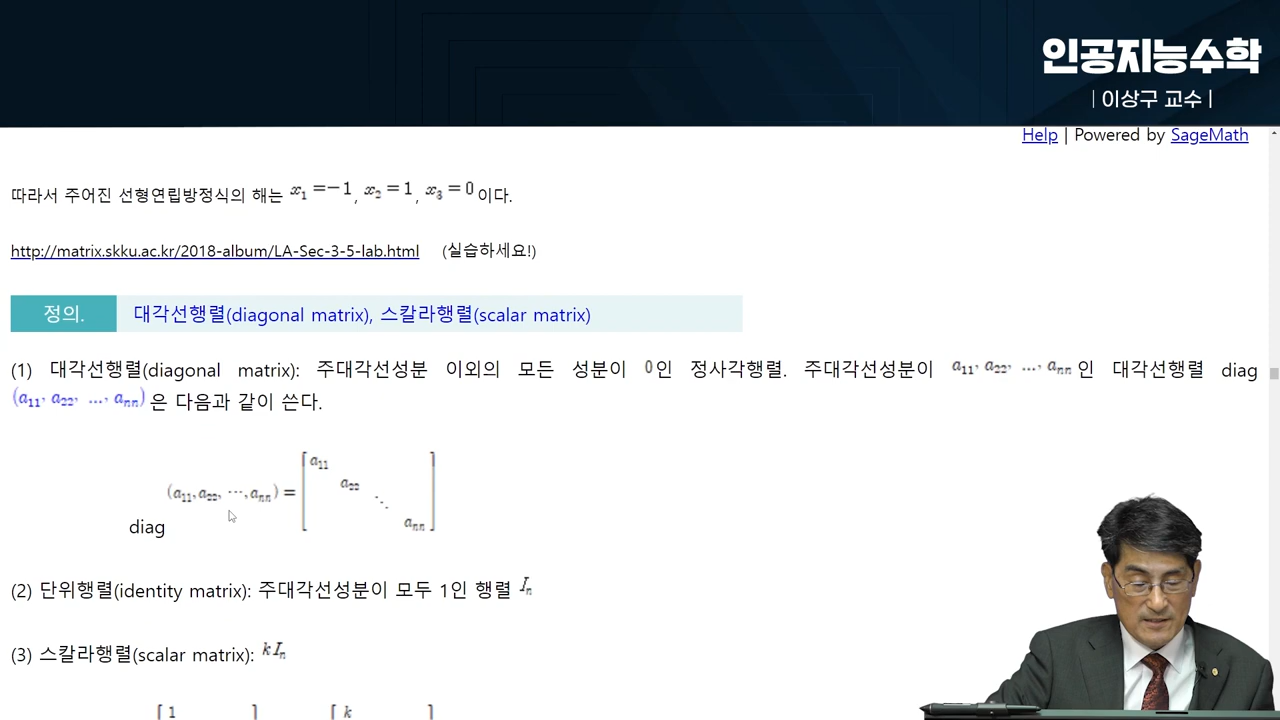 인공지능수학
| 이상구 교수 |
Help | Powered by SageMath
따라서 주어진 선형연립방정식의 해는 x₁=−1, x₂=1, x₃=0 이다.
http://matrix.skku.ac.kr/2018-album/LA-Sec-3-5-lab.html (실습하세요!)
정의. 대각선행렬(diagonal matrix), 스칼라행렬(scalar matrix)
(1) 대각선행렬(diagonal matrix): 주대각선성분 이외의 모든 성분이 0인 정사각행렬. 주대각선성분이 a₁₁, a₂₂, …, aₙₙ인 대각선행렬 diag
(a₁₁, a₂₂, …, aₙₙ)은 다음과 같이 쓴다.
diag (a₁₁,a₂₂, ⋯,aₙₙ) = [a₁₁ a₂₂ ⋱ aₙₙ]
(2) 단위행렬(identity matrix): 주대각선성분이 모두 1인 행렬 Iₙ
(3) 스칼라행렬(scalar matrix): kIₙ
[1 ] [k ]